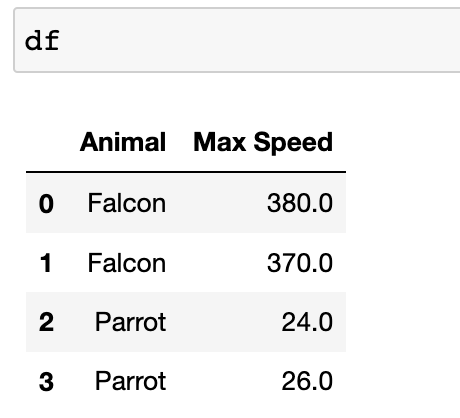 df
Animal Max Speed
0 Falcon 380.0
1 Falcon 370.0
2 Parrot 24.0
3 Parrot 26.0